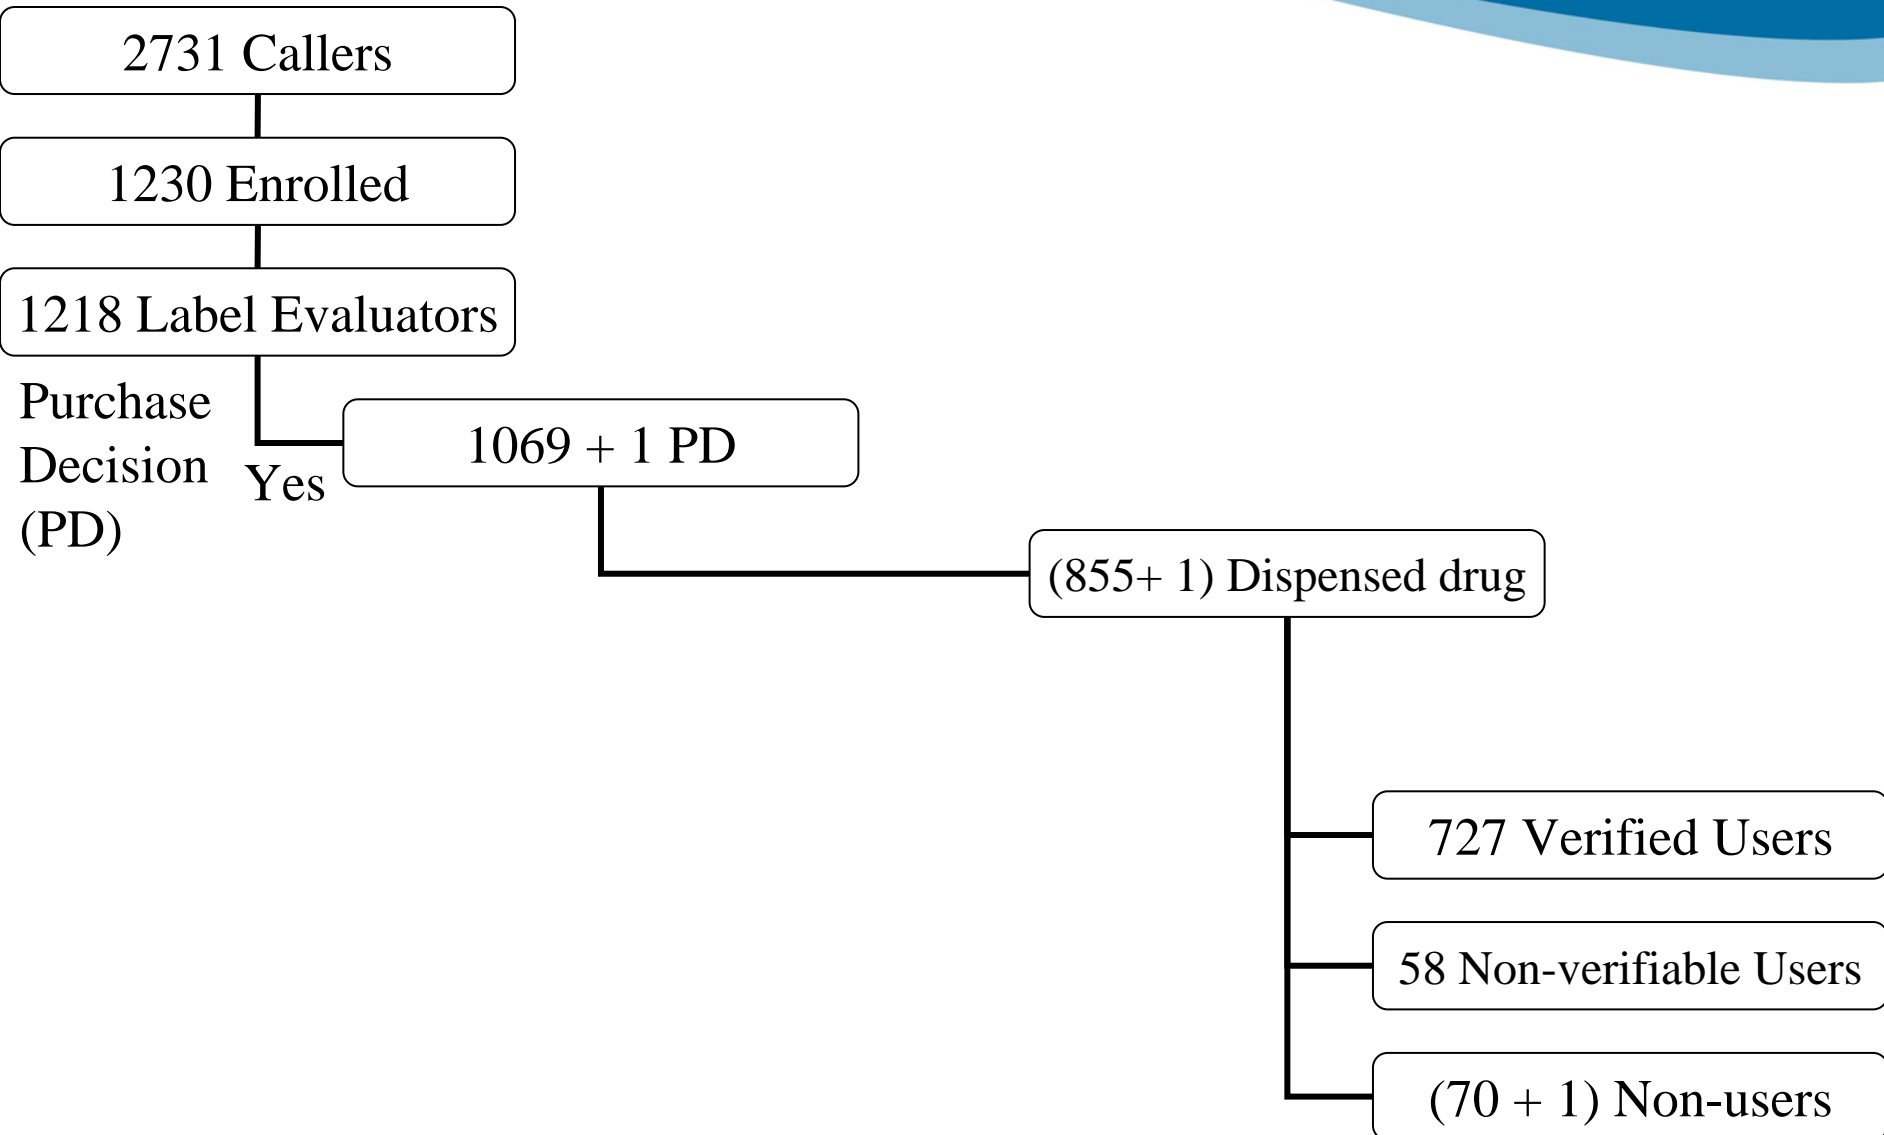 2731 Callers
1230 Enrolled
1218 Label Evaluators
Purchase
Decision
(PD)
Yes
1069 + 1 PD
(855+ 1) Dispensed drug
727 Verified Users
58 Non-verifiable Users
(70 + 1) Non-users